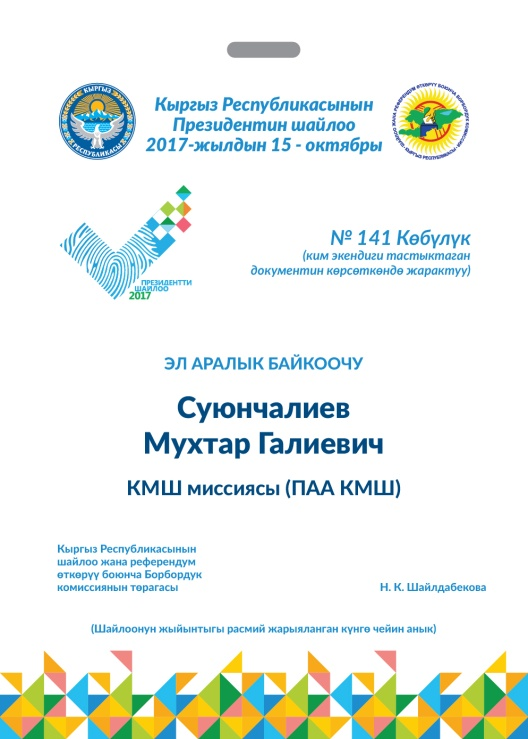 КЫРГЫЗ
РЕСПУБЛИКАСЫ
Кыргыз Республикасынын
Президентин шайлоо
2017-жылдын 15 - октябры
№ 141 Көбүлүк
(ким экендиги тастыктаган
документин көрсөткөндө жарактуу)
ПРЕЗИДЕНТТИ
ШАЙЛОО
2017
ЭЛ АРАЛЫК БАЙКООЧУ
Суюнчалиев
Мухтар Галиевич
КМШ миссиясы (ПАА КМШ)
Кыргыз Республикасынын
шайлоо жана референдум
өткөрүү боюнча Борбордук
комиссиянын төрагасы
Н. К. Шайлдабекова
(Шайлоонун жыйынтыгы расмий жарыяланган күнгө чейин анык)